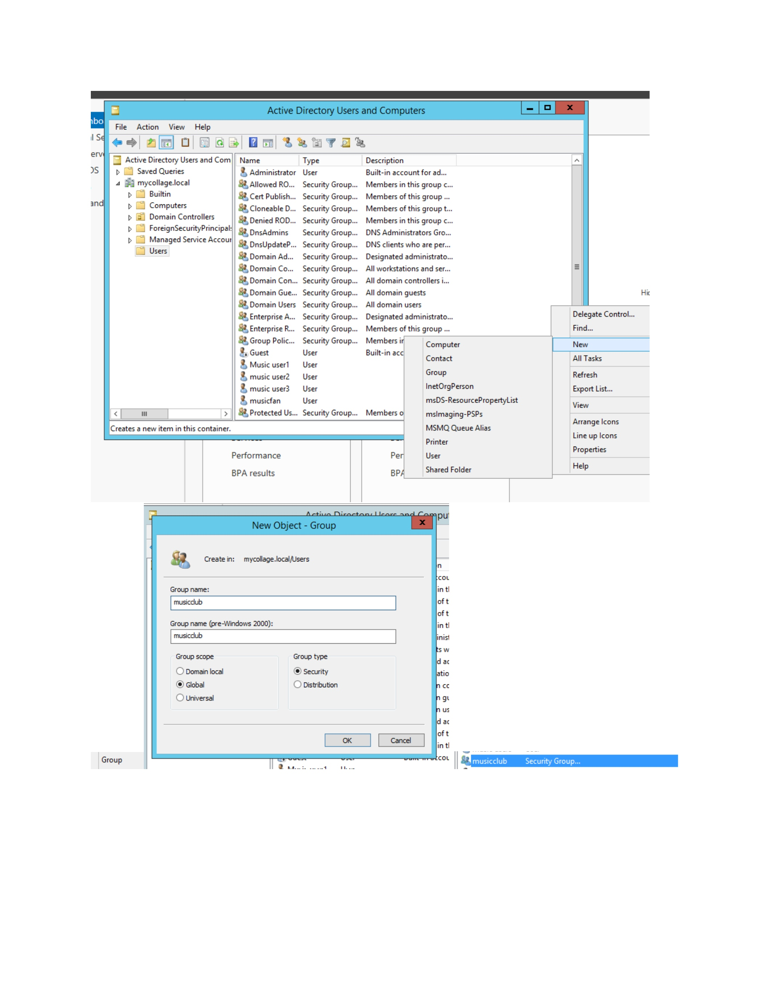 Active Directory Users and Computers
File Action View Help
Active Directory Users and Com
Saved Queries
mycollage.local
Builtin
Computers
Domain Controllers
ForeignSecurityPrincipal
Managed Service Accou
Users
Name Type Description
Administrator User Built-in account for ad...
Allowed RO... Security Group... Members in this group c...
Cert Publish... Security Group... Members of this group ...
Cloneable D... Security Group... Members of this group t...
Denied ROD... Security Group... Members in this group c...
DnsAdmins Security Group... DNS Administrators Gro...
DnsUpdateP... Security Group... DNS clients who are per...
Domain Ad... Security Group... Designated administrato...
Domain Co... Security Group... All workstations and ser...
Domain Con... Security Group... All domain controllers i...
Domain Gue... Security Group... All domain guests
Domain Users Security Group... All domain users
Enterprise A... Security Group... Designated administrato...
Enterprise R... Security Group... Members of this group ...
Group Polic... Security Group... Members in
Guest User Built-in acc
Music user1 User
music user2 User
music user3 User
musicfan User
Protected Us... Security Group... Members o
Creates a new item in this container.
Delegate Control...
Find...
New
All Tasks
Refresh
Export List...
View
Arrange Icons
Line up Icons
Properties
Help
Computer
Contact
Group
InetOrgPerson
msDS-ResourcePropertyList
msImaging-PSPs
MSMQ Queue Alias
Printer
User
Shared Folder
Performance Per
BPA results BPA
Active Directory Users and Comput
New Object - Group
Create in: mycollage.local/Users
Group name:
musicclub
Group name (pre-Windows 2000):
musicclub
Group scope
Domain local
Global
Universal
Group type
Security
Distribution
OK Cancel
Group
musicclub Security Group...